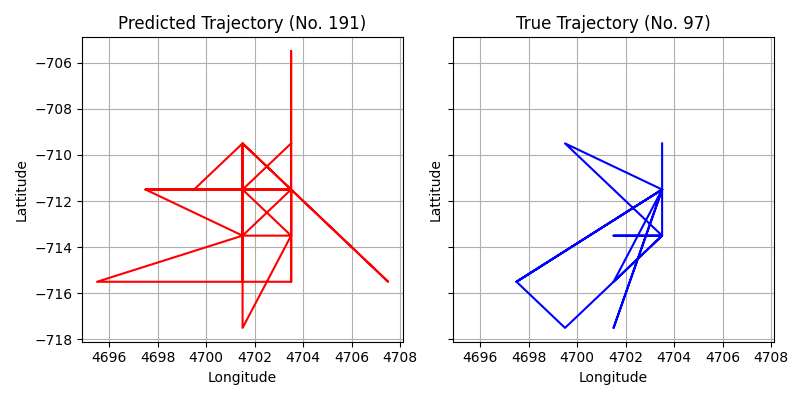 Predicted Trajectory (No. 191)
True Trajectory (No. 97)
Lattitude
−706
−708
−710
−712
−714
−716
−718
4696 4698 4700 4702 4704 4706 4708
Longitude
Lattitude
4696 4698 4700 4702 4704 4706 4708
Longitude